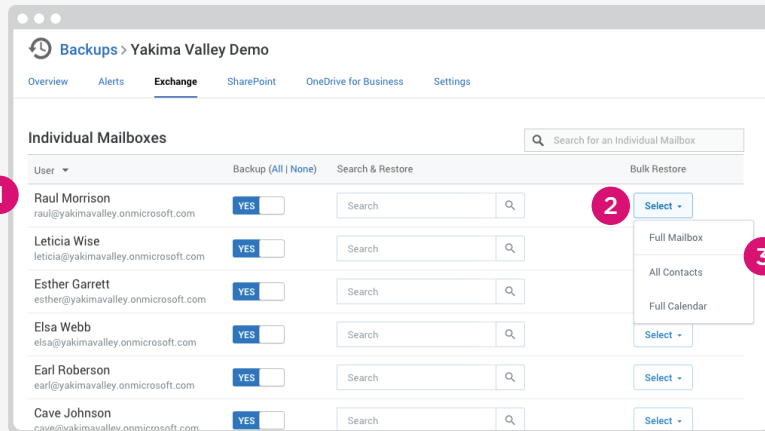 Backups > Yakima Valley Demo
Overview Alerts Exchange SharePoint OneDrive for Business Settings
Individual Mailboxes
Search for an Individual Mailbox
User Backup (All | None) Search & Restore Bulk Restore
1
Raul Morrison
raul@yakimavalley.onmicrosoft.com
YES Search 2 Select
Full Mailbox
Leticia Wise
leticia@yakimavalley.onmicrosoft.com
YES Search
3
All Contacts
Esther Garrett
esther@yakimavalley.onmicrosoft.com
YES Search
Full Calendar
Elsa Webb
elsa@yakimavalley.onmicrosoft.com
YES Search Select
Earl Roberson
earl@yakimavalley.onmicrosoft.com
YES Search Select
Cave Johnson
cave@yakimavalley.onmicrosoft.com
YES Search Select